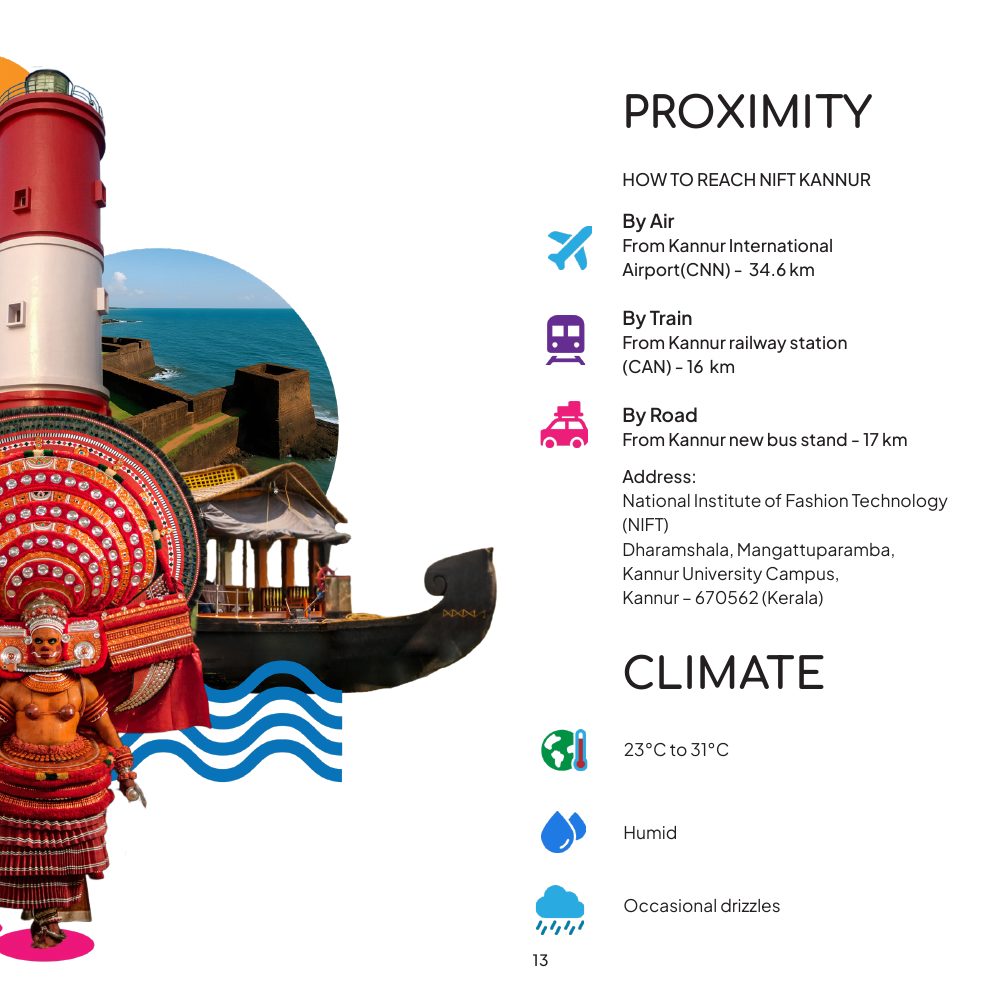 PROXIMITY
HOW TO REACH NIFT KANNUR
By Air
From Kannur International
Airport(CNN) - 34.6 km
By Train
From Kannur railway station
(CAN) - 16 km
By Road
From Kannur new bus stand - 17 km
Address:
National Institute of Fashion Technology
(NIFT)
Dharamshala, Mangattuparamba,
Kannur University Campus,
Kannur – 670562 (Kerala)
CLIMATE
23°C to 31°C
Humid
Occasional drizzles
13